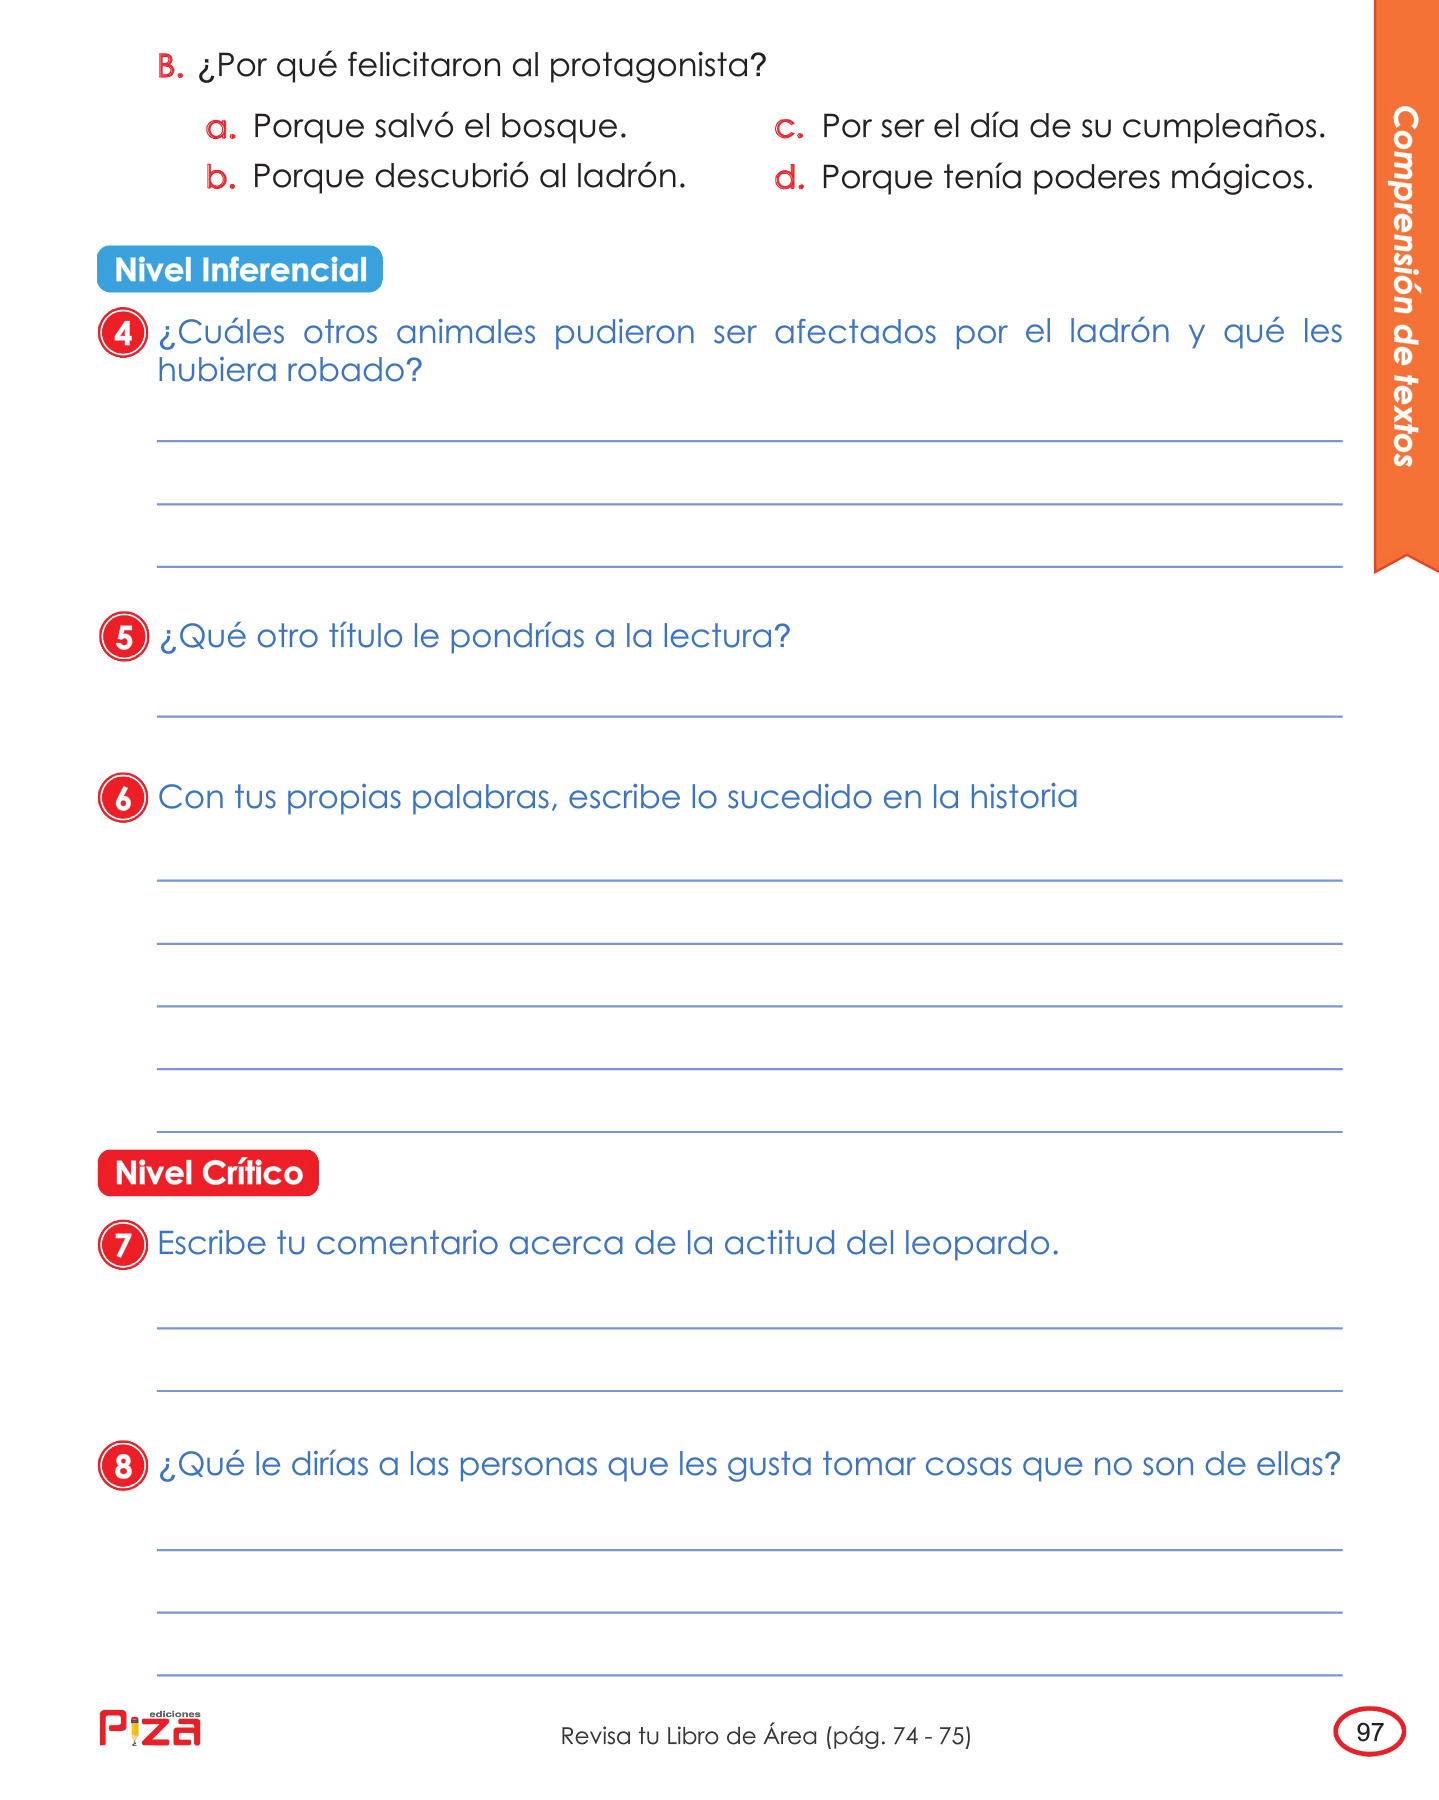 B. ¿Por qué felicitaron al protagonista?
a. Porque salvó el bosque.
b. Porque descubrió al ladrón.
c. Por ser el día de su cumpleaños.
d. Porque tenía poderes mágicos.
Comprensión de textos
Nivel Inferencial
4 ¿Cuáles otros animales pudieron ser afectados por el ladrón y qué les
hubiera robado?
5 ¿Qué otro título le pondrías a la lectura?
6 Con tus propias palabras, escribe lo sucedido en la historia
Nivel Crítico
7 Escribe tu comentario acerca de la actitud del leopardo.
8 ¿Qué le dirías a las personas que les gusta tomar cosas que no son de ellas?
ediciones
Piza
Revisa tu Libro de Área (pág. 74 - 75)
97